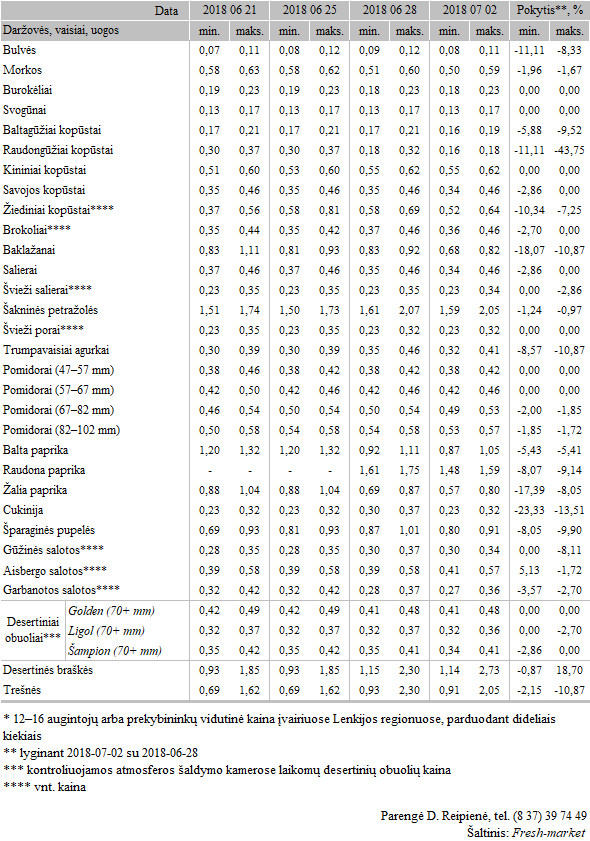 Data 2018 06 21 2018 06 25 2018 06 28 2018 07 02 Pokytis**, %
Daržovės, vaisiai, uogos min. maks. min. maks. min. maks. min. maks. min. maks.
Bulvės 0,07 0,11 0,08 0,12 0,09 0,12 0,08 0,11 -11,11 -8,33
Morkos 0,58 0,63 0,58 0,62 0,51 0,60 0,50 0,59 -1,96 -1,67
Burokėliai 0,19 0,23 0,19 0,23 0,18 0,23 0,18 0,23 0,00 0,00
Svogūnai 0,13 0,17 0,13 0,17 0,13 0,17 0,13 0,17 0,00 0,00
Baltagūžiai kopūstai 0,17 0,21 0,17 0,21 0,17 0,21 0,16 0,19 -5,88 -9,52
Raudongūžiai kopūstai 0,30 0,37 0,30 0,37 0,18 0,32 0,16 0,18 -11,11 -43,75
Kininiai kopūstai 0,51 0,60 0,53 0,60 0,55 0,62 0,55 0,62 0,00 0,00
Savojos kopūstai 0,35 0,46 0,35 0,46 0,35 0,46 0,34 0,46 -2,86 0,00
Žiediniai kopūstai**** 0,37 0,56 0,58 0,81 0,58 0,69 0,52 0,64 -10,34 -7,25
Brokoliai**** 0,35 0,44 0,35 0,42 0,37 0,46 0,36 0,46 -2,70 0,00
Baklažanai 0,83 1,11 0,81 0,93 0,83 0,92 0,68 0,82 -18,07 -10,87
Salierai 0,37 0,46 0,37 0,46 0,35 0,46 0,34 0,46 -2,86 0,00
Švieži salierai**** 0,23 0,35 0,23 0,35 0,23 0,35 0,23 0,34 0,00 -2,86
Šakninės petražolės 1,51 1,74 1,50 1,73 1,61 2,07 1,59 2,05 -1,24 -0,97
Švieži porai**** 0,23 0,35 0,23 0,35 0,23 0,32 0,23 0,32 0,00 0,00
Trumpavaisiai agurkai 0,30 0,39 0,30 0,39 0,35 0,46 0,32 0,41 -8,57 -10,87
Pomidorai (47–57 mm) 0,38 0,46 0,38 0,42 0,38 0,42 0,38 0,42 0,00 0,00
Pomidorai (57–67 mm) 0,42 0,50 0,42 0,46 0,42 0,46 0,42 0,46 0,00 0,00
Pomidorai (67–82 mm) 0,46 0,54 0,50 0,54 0,50 0,54 0,49 0,53 -2,00 -1,85
Pomidorai (82–102 mm) 0,50 0,58 0,54 0,58 0,54 0,58 0,53 0,57 -1,85 -1,72
Balta paprika 1,20 1,32 1,20 1,32 0,92 1,11 0,87 1,05 -5,43 -5,41
Raudona paprika - - - - 1,61 1,75 1,48 1,59 -8,07 -9,14
Žalia paprika 0,88 1,04 0,88 1,04 0,69 0,87 0,57 0,80 -17,39 -8,05
Cukinija 0,23 0,32 0,23 0,32 0,30 0,37 0,23 0,32 -23,33 -13,51
Šparaginės pupelės 0,69 0,93 0,81 0,93 0,87 1,01 0,80 0,91 -8,05 -9,90
Gūžinės salotos**** 0,28 0,35 0,28 0,35 0,30 0,37 0,30 0,34 0,00 -8,11
Aisbergo salotos**** 0,39 0,58 0,39 0,58 0,39 0,58 0,41 0,57 5,13 -1,72
Garbanotos salotos**** 0,32 0,42 0,32 0,42 0,28 0,37 0,27 0,36 -3,57 -2,70
Desertiniai obuoliai*** Golden (70+ mm) 0,42 0,49 0,42 0,49 0,41 0,48 0,41 0,48 0,00 0,00
Ligol (70+ mm) 0,32 0,37 0,32 0,37 0,32 0,37 0,32 0,36 0,00 -2,70
Šampion (70+ mm) 0,35 0,42 0,35 0,42 0,35 0,41 0,34 0,41 -2,86 0,00
Desertinės braškės 0,93 1,85 0,93 1,85 1,15 2,30 1,14 2,73 -0,87 18,70
Trešnės 0,69 1,62 0,69 1,62 0,93 2,30 0,91 2,05 -2,15 -10,87
* 12–16 augintojų arba prekybininkų vidutinė kaina įvairiuose Lenkijos regionuose, parduodant dideliais
kiekiais
** lyginant 2018-07-02 su 2018-06-28
*** kontroliuojamos atmosferos šaldymo kamerose laikomų desertinių obuolių kaina
**** vnt. kaina
Parengė D. Reipienė, tel. (8 37) 39 74 49
Šaltinis: Fresh-market